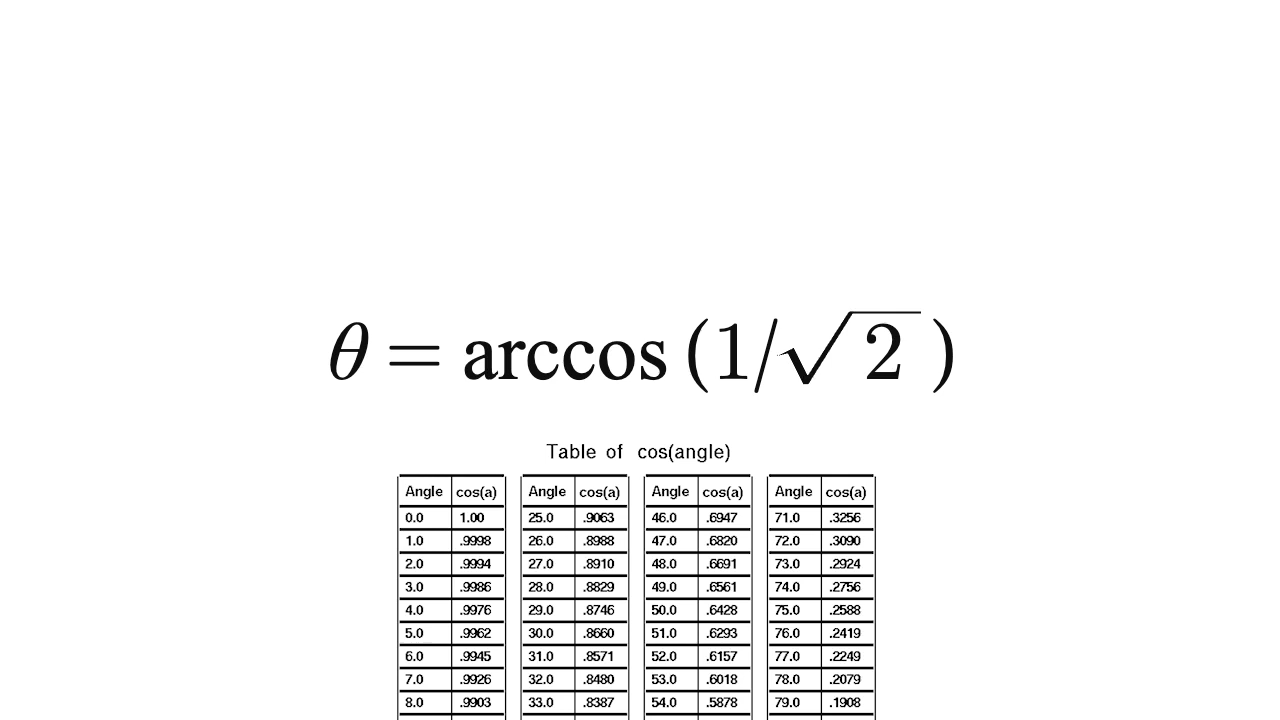 θ = arccos (1/√2)
Table of cos(angle)
Angle cos(a) Angle cos(a) Angle cos(a) Angle cos(a)
0.0 1.00 25.0 .9063 46.0 .6947 71.0 .3256
1.0 .9998 26.0 .8988 47.0 .6820 72.0 .3090
2.0 .9994 27.0 .8910 48.0 .6691 73.0 .2924
3.0 .9986 28.0 .8829 49.0 .6561 74.0 .2756
4.0 .9976 29.0 .8746 50.0 .6428 75.0 .2588
5.0 .9962 30.0 .8660 51.0 .6293 76.0 .2419
6.0 .9945 31.0 .8571 52.0 .6157 77.0 .2249
7.0 .9926 32.0 .8480 53.0 .6018 78.0 .2079
8.0 .9903 33.0 .8387 54.0 .5878 79.0 .1908